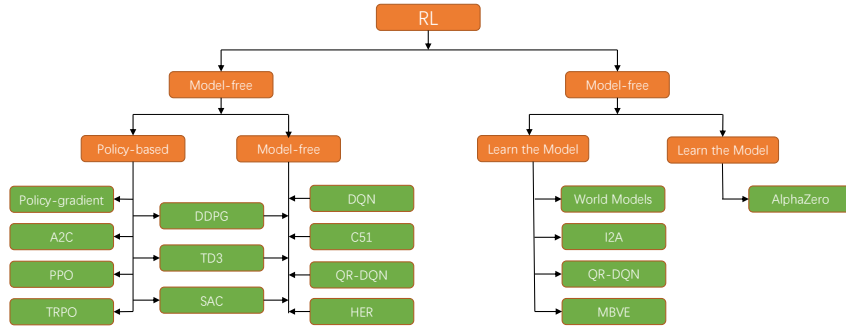 RL
Model-free
Model-free
Policy-based
Model-free
Learn the Model
Learn the Model
Policy-gradient
A2C
PPO
TRPO
DDPG
TD3
SAC
DQN
C51
QR-DQN
HER
World Models
I2A
QR-DQN
MBVE
AlphaZero